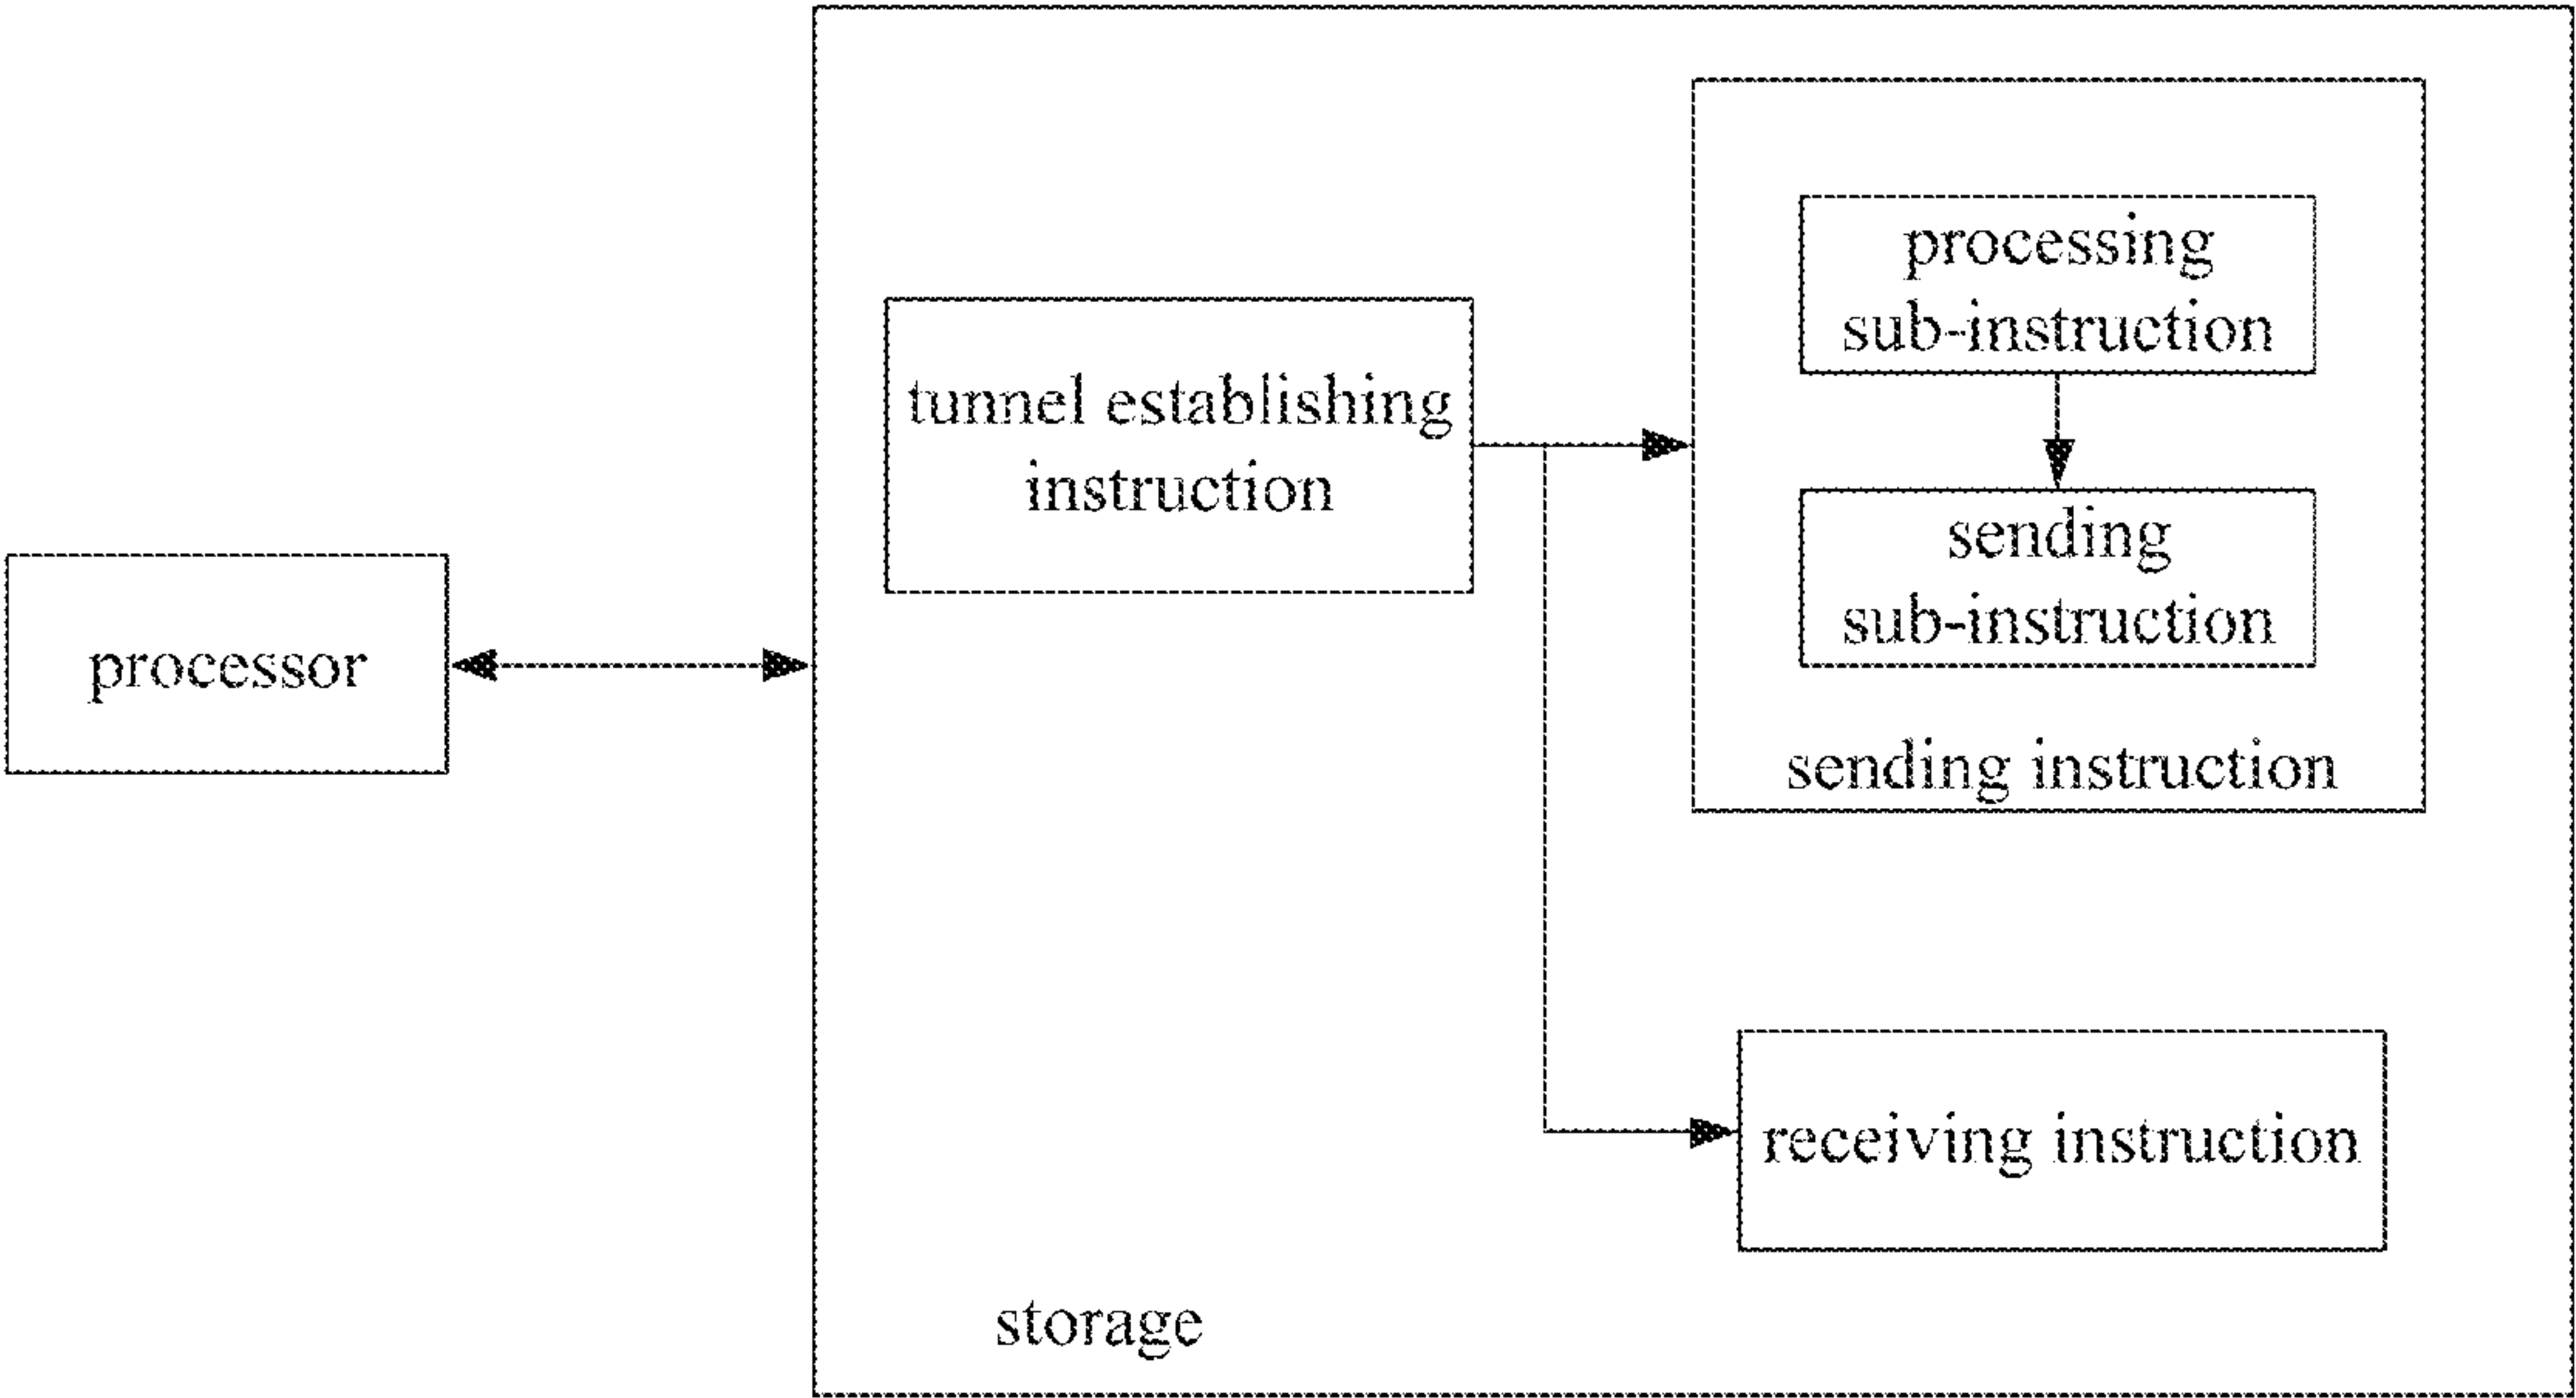 processor
tunnel establishing
instruction
processing
sub-instruction
sending
sub-instruction
sending instruction
receiving instruction
storage